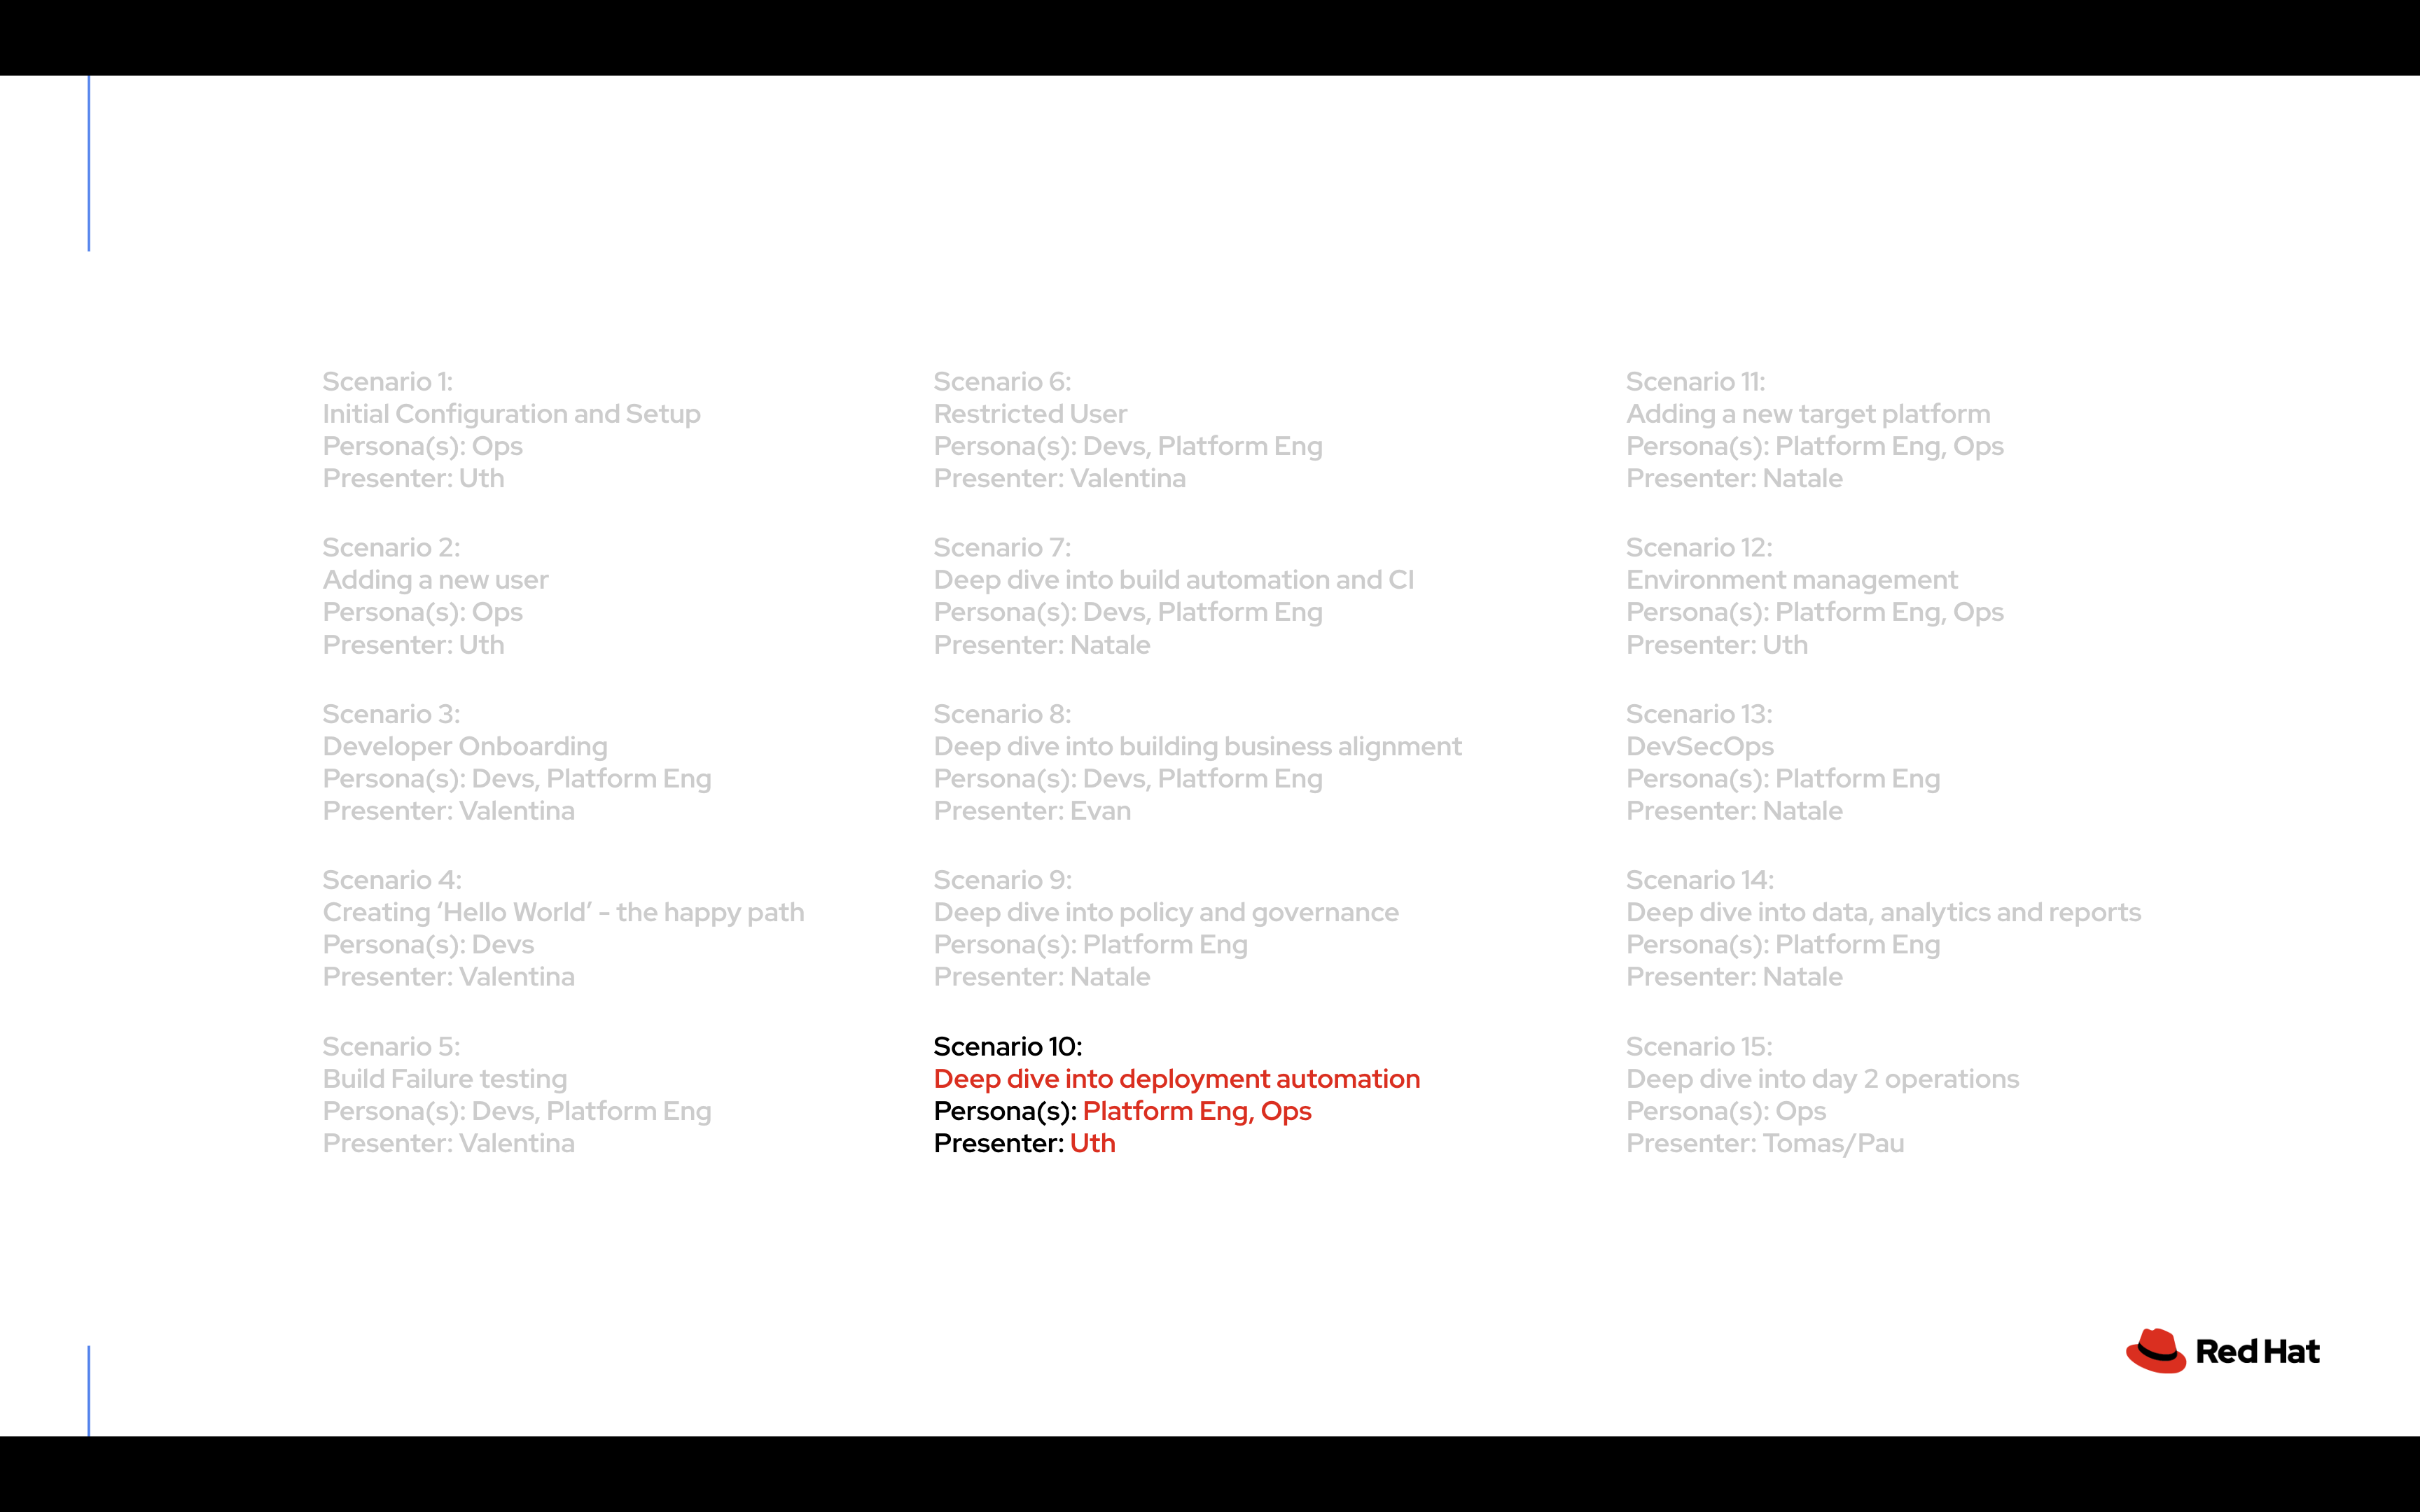 Scenario 1:
Initial Configuration and Setup
Persona(s): Ops
Presenter: Uth
Scenario 2:
Adding a new user
Persona(s): Ops
Presenter: Uth
Scenario 3:
Developer Onboarding
Persona(s): Devs, Platform Eng
Presenter: Valentina
Scenario 4:
Creating ‘Hello World’ - the happy path
Persona(s): Devs
Presenter: Valentina
Scenario 5:
Build Failure testing
Persona(s): Devs, Platform Eng
Presenter: Valentina
Scenario 6:
Restricted User
Persona(s): Devs, Platform Eng
Presenter: Valentina
Scenario 7:
Deep dive into build automation and CI
Persona(s): Devs, Platform Eng
Presenter: Natale
Scenario 8:
Deep dive into building business alignment
Persona(s): Devs, Platform Eng
Presenter: Evan
Scenario 9:
Deep dive into policy and governance
Persona(s): Platform Eng
Presenter: Natale
Scenario 10:
Deep dive into deployment automation
Persona(s): Platform Eng, Ops
Presenter: Uth
Scenario 11:
Adding a new target platform
Persona(s): Platform Eng, Ops
Presenter: Natale
Scenario 12:
Environment management
Persona(s): Platform Eng, Ops
Presenter: Uth
Scenario 13:
DevSecOps
Persona(s): Platform Eng
Presenter: Natale
Scenario 14:
Deep dive into data, analytics and reports
Persona(s): Platform Eng
Presenter: Natale
Scenario 15:
Deep dive into day 2 operations
Persona(s): Ops
Presenter: Tomas/Pau
Red Hat